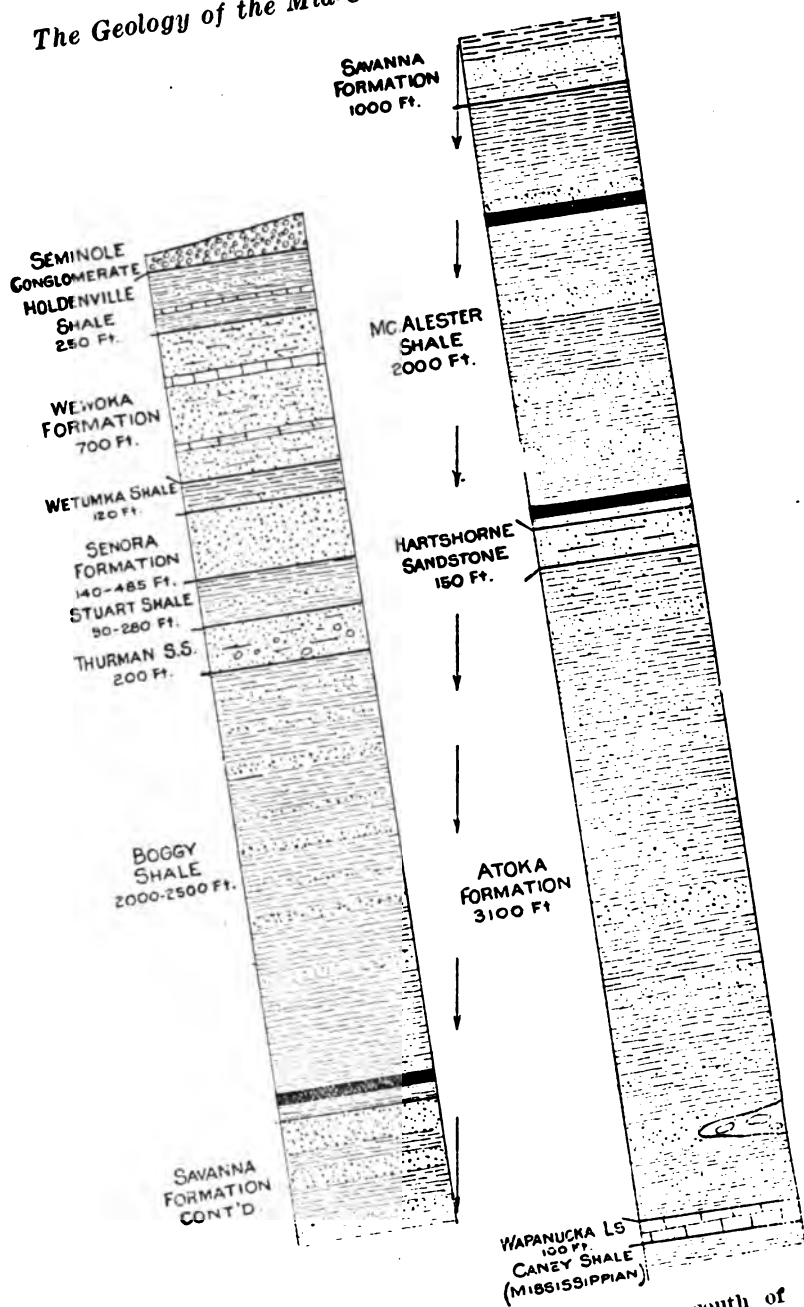 The Geology of the
SEMINOLE
CONGLOMERATE
HOLDENVILLE
SHALE
250 Ft.
WEWOKA
FORMATION
700 Ft.
WETUMKA SHALE
120 Ft.
SENORA
FORMATION
140-485 Ft.
STUART SHALE
90-280 Ft.
THURMAN S.S.
200 Ft.
BOGGY
SHALE
2000-2500 Ft.
SAVANNA
FORMATION
CONT'D
SAVANNA
FORMATION
1000 Ft.
MC ALESTER
SHALE
2000 Ft.
HARTSHORNE
SANDSTONE
150 Ft.
ATOKA
FORMATION
3100 Ft
WAPANUCKA LS
100 Ft.
CANEY SHALE
(MISSISSIPPIAN)
of